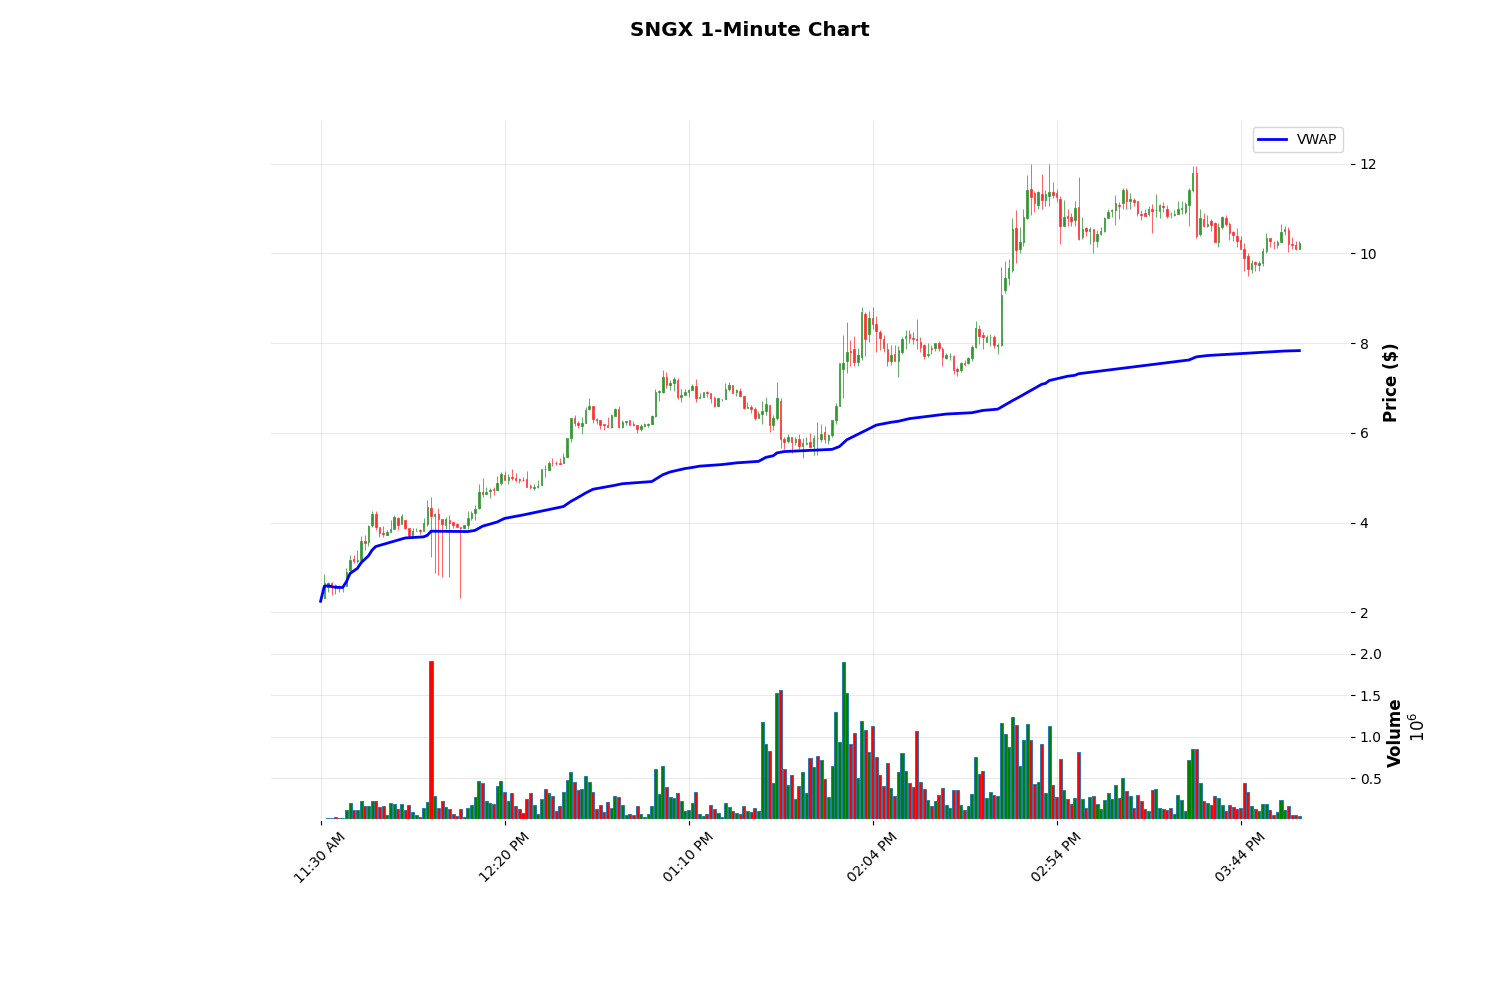 SNGX 1-Minute Chart
VWAP
12
10
8
6
4
2
Price ($)
2.0
1.5
1.0
0.5
Volume
10^6
11:30 AM
12:20 PM
01:10 PM
02:04 PM
02:54 PM
03:44 PM